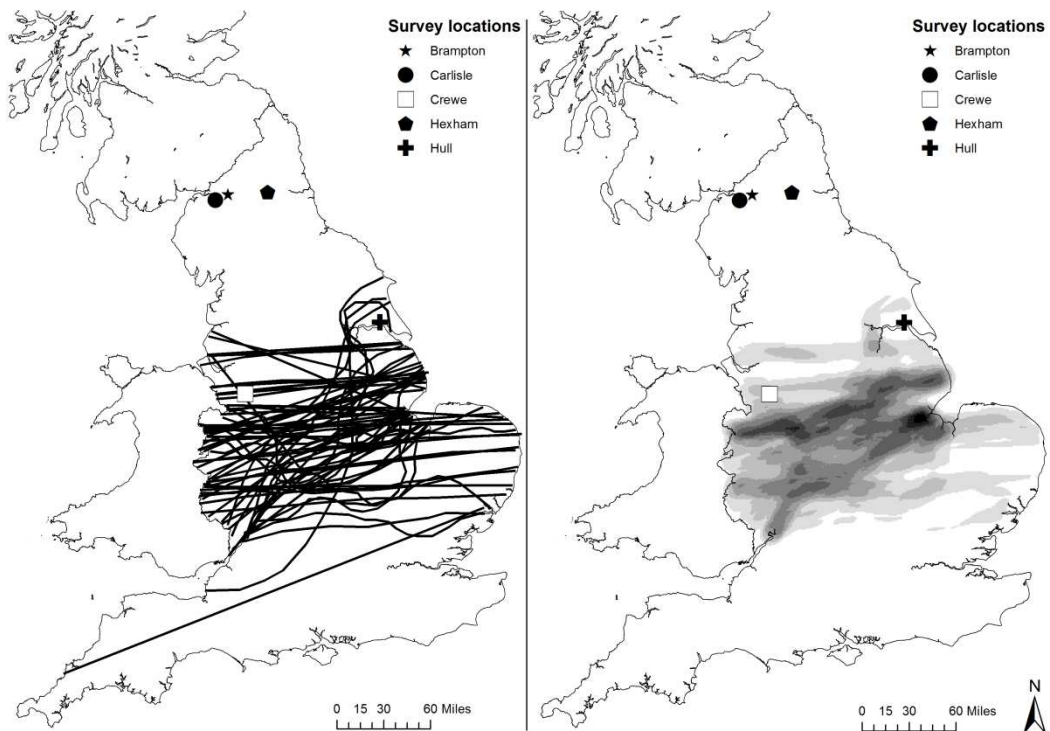 Survey locations
Brampton
Carlisle
Crewe
Hexham
Hull
0 15 30 60 Miles
Survey locations
Brampton
Carlisle
Crewe
Hexham
Hull
0 15 30 60 Miles
N